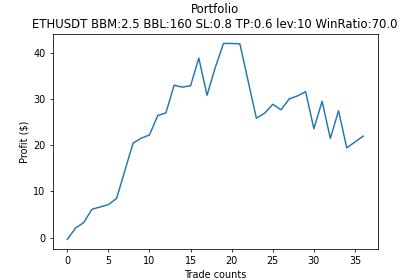 Portfolio
ETHUSDT BBM:2.5 BBL:160 SL:0.8 TP:0.6 lev:10 WinRatio:70.0
Profit ($)
40
30
20
10
0
0 5 10 15 20 25 30 35
Trade counts